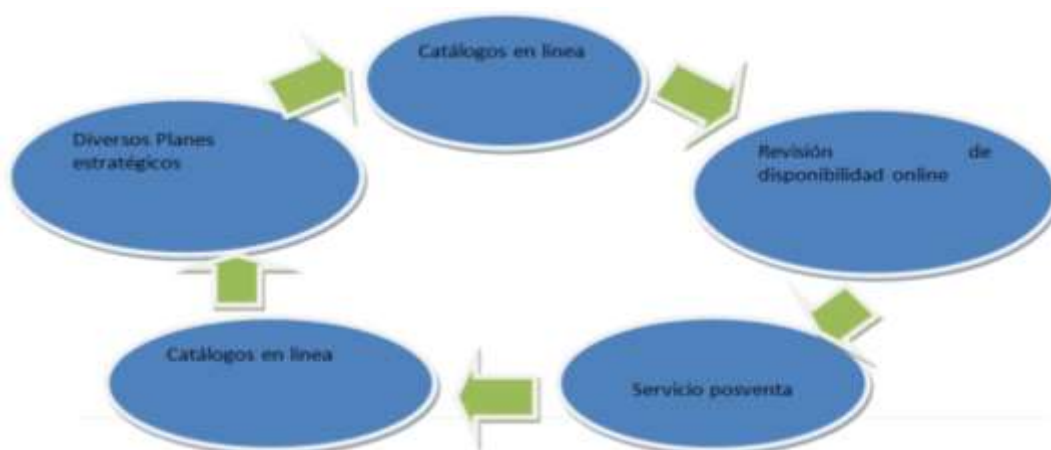 Catálogos en linea
Diversos Planes
estratégicos
Revisión de
disponibilidad online
Catálogos en linea
Servicio posventa